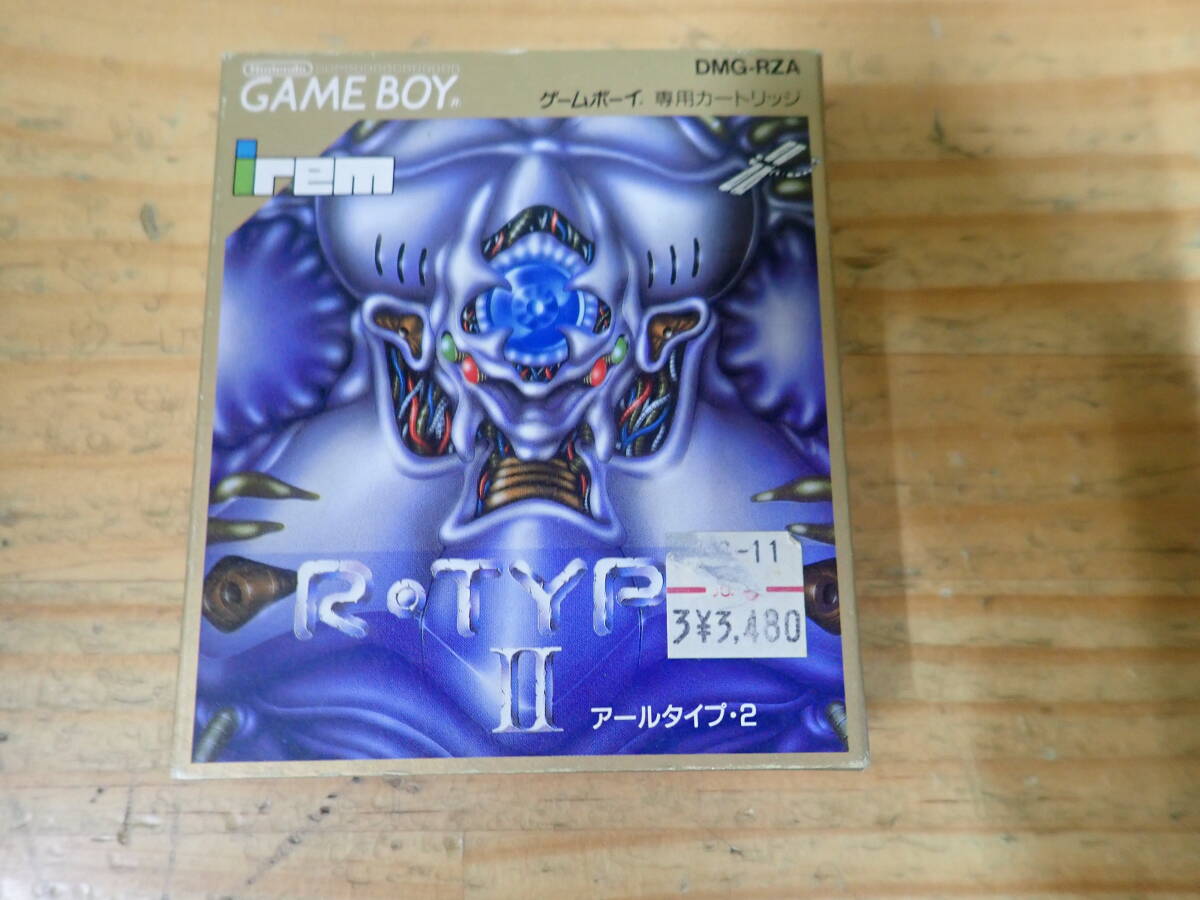 Nintendo
GAME BOY
DMG-RZA
ゲームボーイ 専用カートリッジ
irem
R・TYP
II
アールタイプ・2
-11
3¥3,480